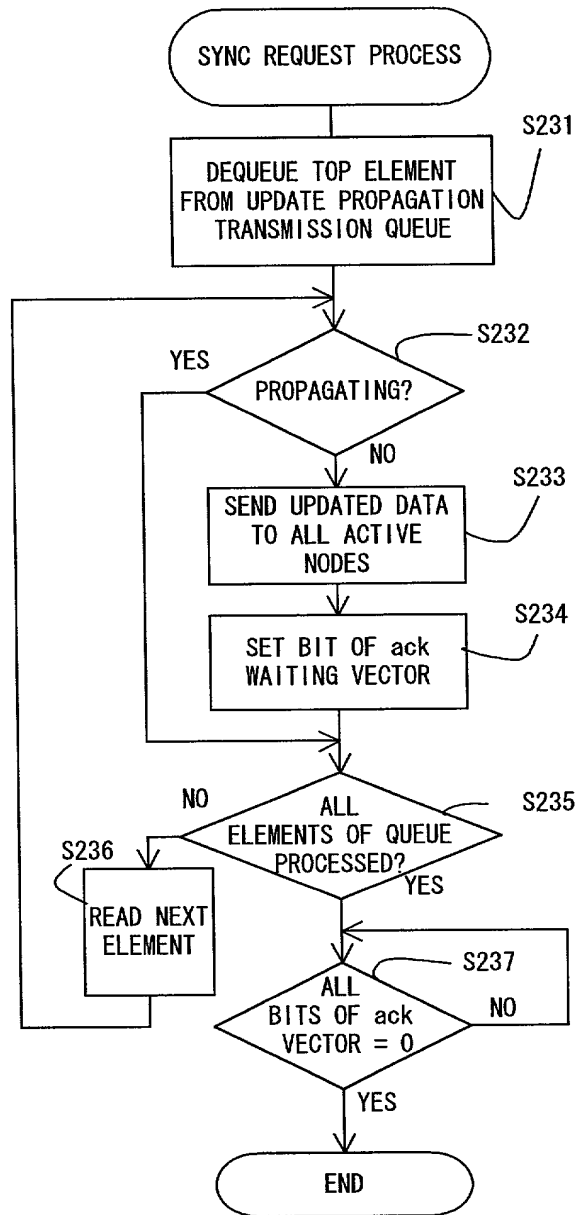 SYNC REQUEST PROCESS
S231
DEQUEUE TOP ELEMENT
FROM UPDATE PROPAGATION
TRANSMISSION QUEUE
S232
YES
PROPAGATING?
NO
S233
SEND UPDATED DATA
TO ALL ACTIVE
NODES
S234
SET BIT OF ack
WAITING VECTOR
NO
S235
ALL
ELEMENTS OF QUEUE
PROCESSED?
YES
S236
READ NEXT
ELEMENT
S237
ALL
BITS OF ack
VECTOR = 0
NO
YES
END